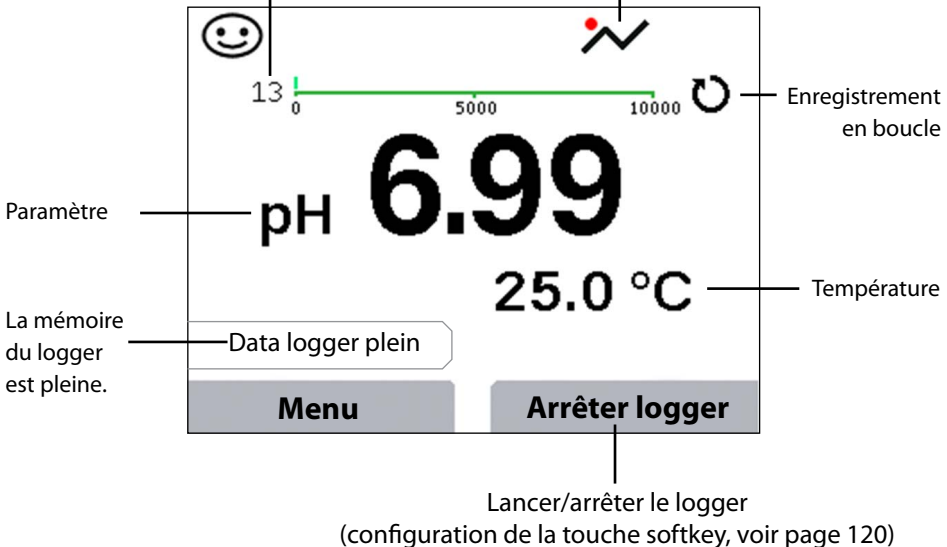 13
0 5000 10000
Enregistrement
en boucle
pH 6.99
Paramètre
25.0 °C
Température
La mémoire
du logger
est pleine.
Data logger plein
Menu
Arrêter logger
Lancer/arrêter le logger
(configuration de la touche softkey, voir page 120)